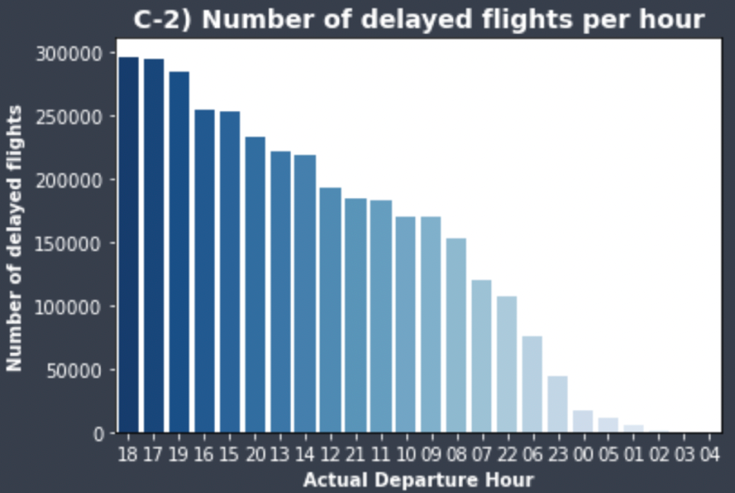 C-2) Number of delayed flights per hour
Number of delayed flights
300000
250000
200000
150000
100000
50000
0
18 17 19 16 15 20 13 14 12 21 11 10 09 08 07 22 06 23 00 05 01 02 03 04
Actual Departure Hour